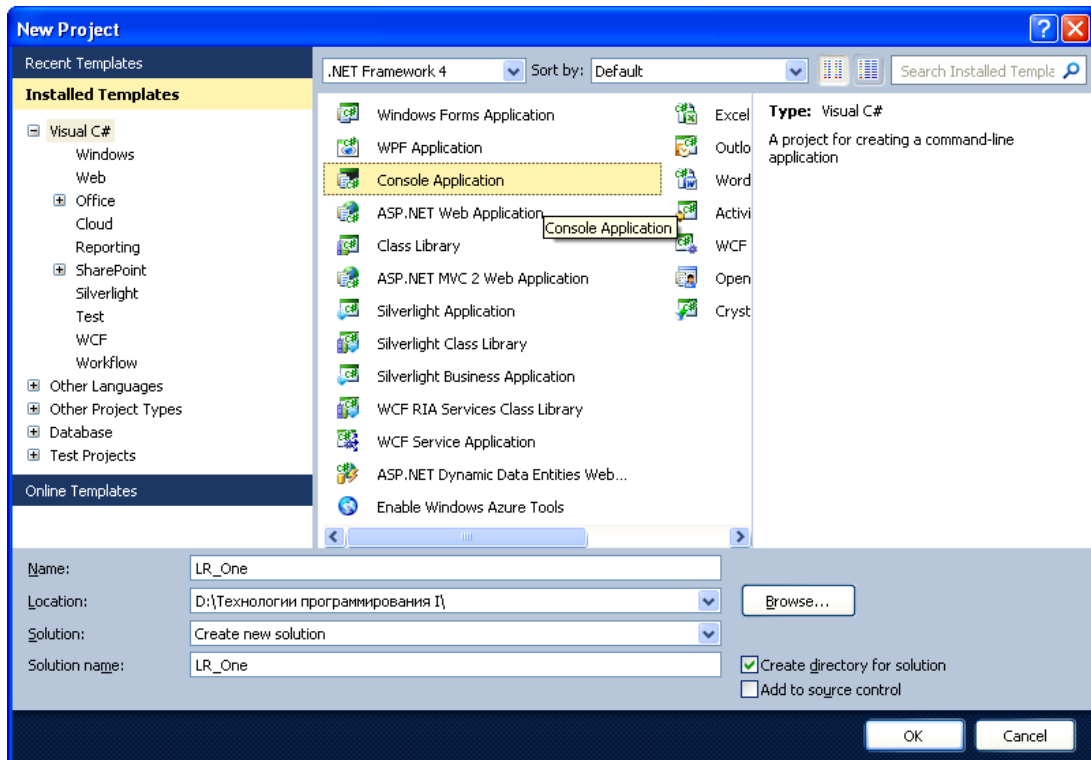 New Project
Recent Templates
Installed Templates
Visual C#
Windows
Web
Office
Cloud
Reporting
SharePoint
Silverlight
Test
WCF
Workflow
Other Languages
Other Project Types
Database
Test Projects
Online Templates
.NET Framework 4 Sort by: Default Search Installed Templa
Windows Forms Application
WPF Application
Console Application
ASP.NET Web Application
Console Application
Class Library
ASP.NET MVC 2 Web Application
Silverlight Application
Silverlight Class Library
Silverlight Business Application
WCF RIA Services Class Library
WCF Service Application
ASP.NET Dynamic Data Entities Web...
Enable Windows Azure Tools
Excel
Outlo
Word
Activi
WCF
Open
Cryst
Type: Visual C#
A project for creating a command-line
application
Name: LR_One
Location: D:\Технологии программирования I\ Browse...
Solution: Create new solution
Solution name: LR_One
Create directory for solution
Add to source control
OK Cancel